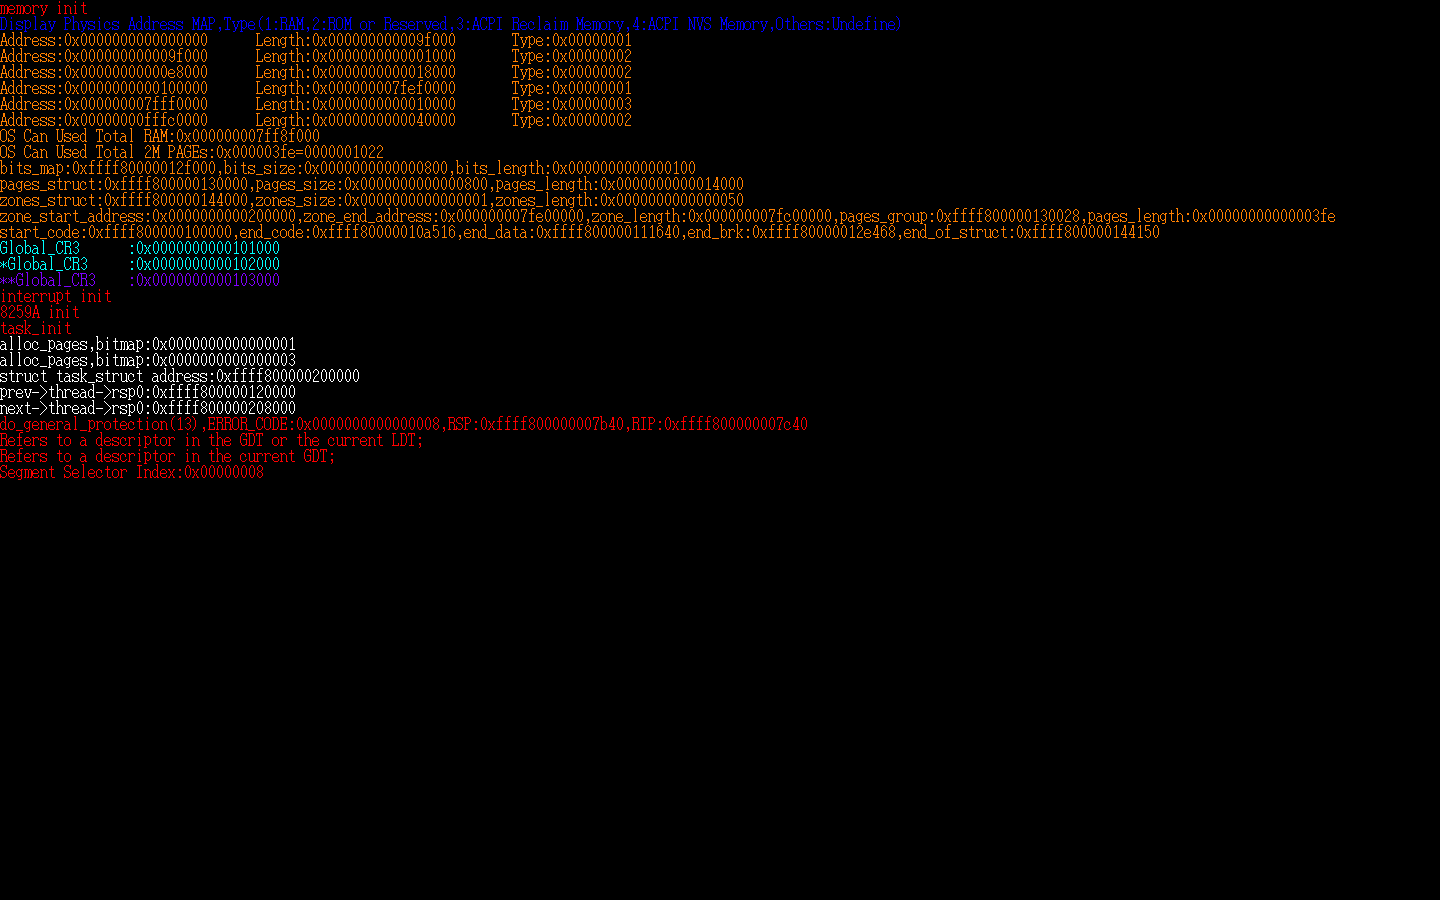 memory init
Display Physics Address MAP,Type(1:RAM,2:ROM or Reserved,3:ACPI Reclaim Memory,4:ACPI NVS Memory,Others:Undefine)
Address:0x0000000000000000 Length:0x000000000009f000 Type:0x00000001
Address:0x000000000009f000 Length:0x0000000000001000 Type:0x00000002
Address:0x00000000000e8000 Length:0x0000000000018000 Type:0x00000002
Address:0x0000000000100000 Length:0x000000007fef0000 Type:0x00000001
Address:0x000000007fff0000 Length:0x0000000000010000 Type:0x00000003
Address:0x00000000fffc0000 Length:0x0000000000040000 Type:0x00000002
OS Can Used Total RAM:0x000000007ff8f000
OS Can Used Total 2M PAGEs:0x000003fe=0000001022
bits_map:0xffff80000012f000,bits_size:0x0000000000000800,bits_length:0x0000000000000100
pages_struct:0xffff800000130000,pages_size:0x0000000000000800,pages_length:0x0000000000014000
zones_struct:0xffff800000144000,zones_size:0x0000000000000001,zones_length:0x0000000000000050
zone_start_address:0x0000000000200000,zone_end_address:0x000000007fe00000,zone_length:0x000000007fc00000,pages_group:0xffff800000130028,pages_length:0x00000000000003fe
start_code:0xffff800000100000,end_code:0xffff80000010a516,end_data:0xffff800000111640,end_brk:0xffff80000012e468,end_of_struct:0xffff800000144150
Global_CR3 :0x0000000000101000
*Global_CR3 :0x0000000000102000
**Global_CR3 :0x0000000000103000
interrupt init
8259A init
task_init
alloc_pages,bitmap:0x0000000000000001
alloc_pages,bitmap:0x0000000000000003
struct task_struct address:0xffff800000200000
prev->thread->rsp0:0xffff800000120000
next->thread->rsp0:0xffff800000208000
do_general_protection(13),ERROR_CODE:0x0000000000000008,RSP:0xffff800000007b40,RIP:0xffff800000007c40
Refers to a descriptor in the GDT or the current LDT;
Refers to a descriptor in the current GDT;
Segment Selector Index:0x00000008